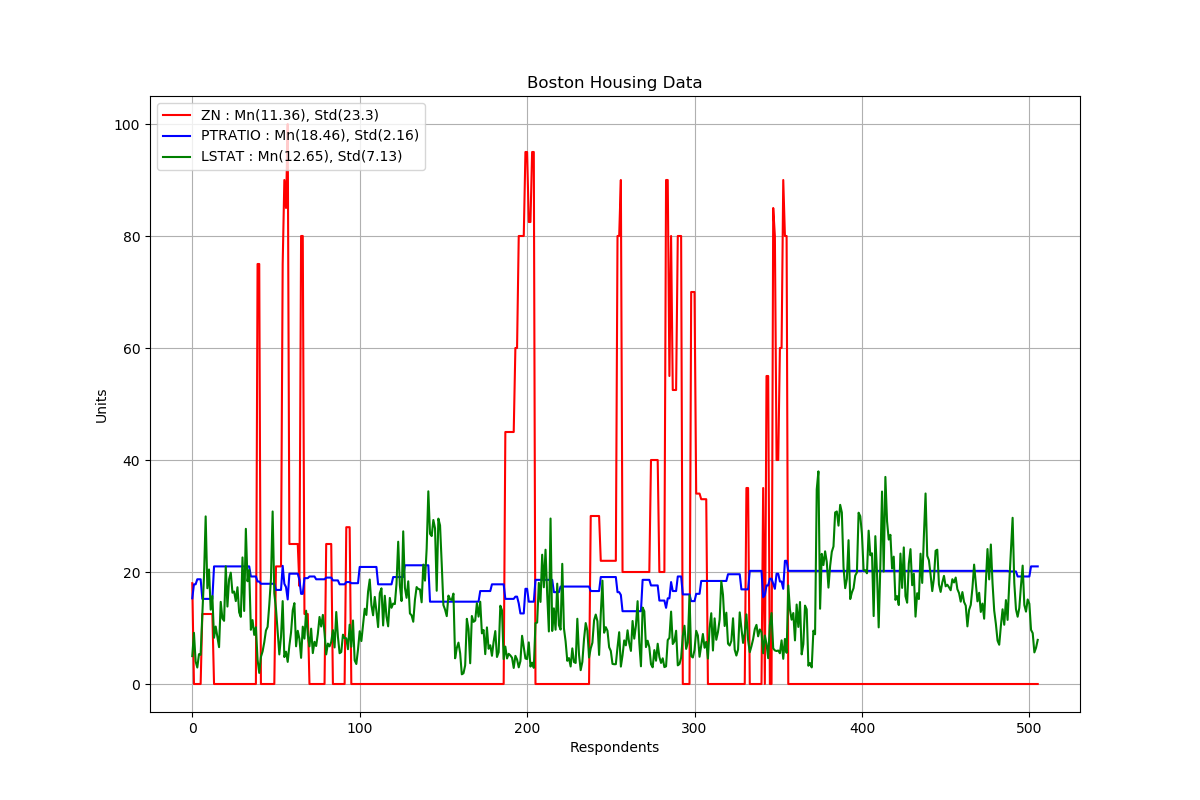 Boston Housing Data
ZN : Mn(11.36), Std(23.3)
PTRATIO : Mn(18.46), Std(2.16)
LSTAT : Mn(12.65), Std(7.13)
100
80
60
40
20
0
Units
0 100 200 300 400 500
Respondents